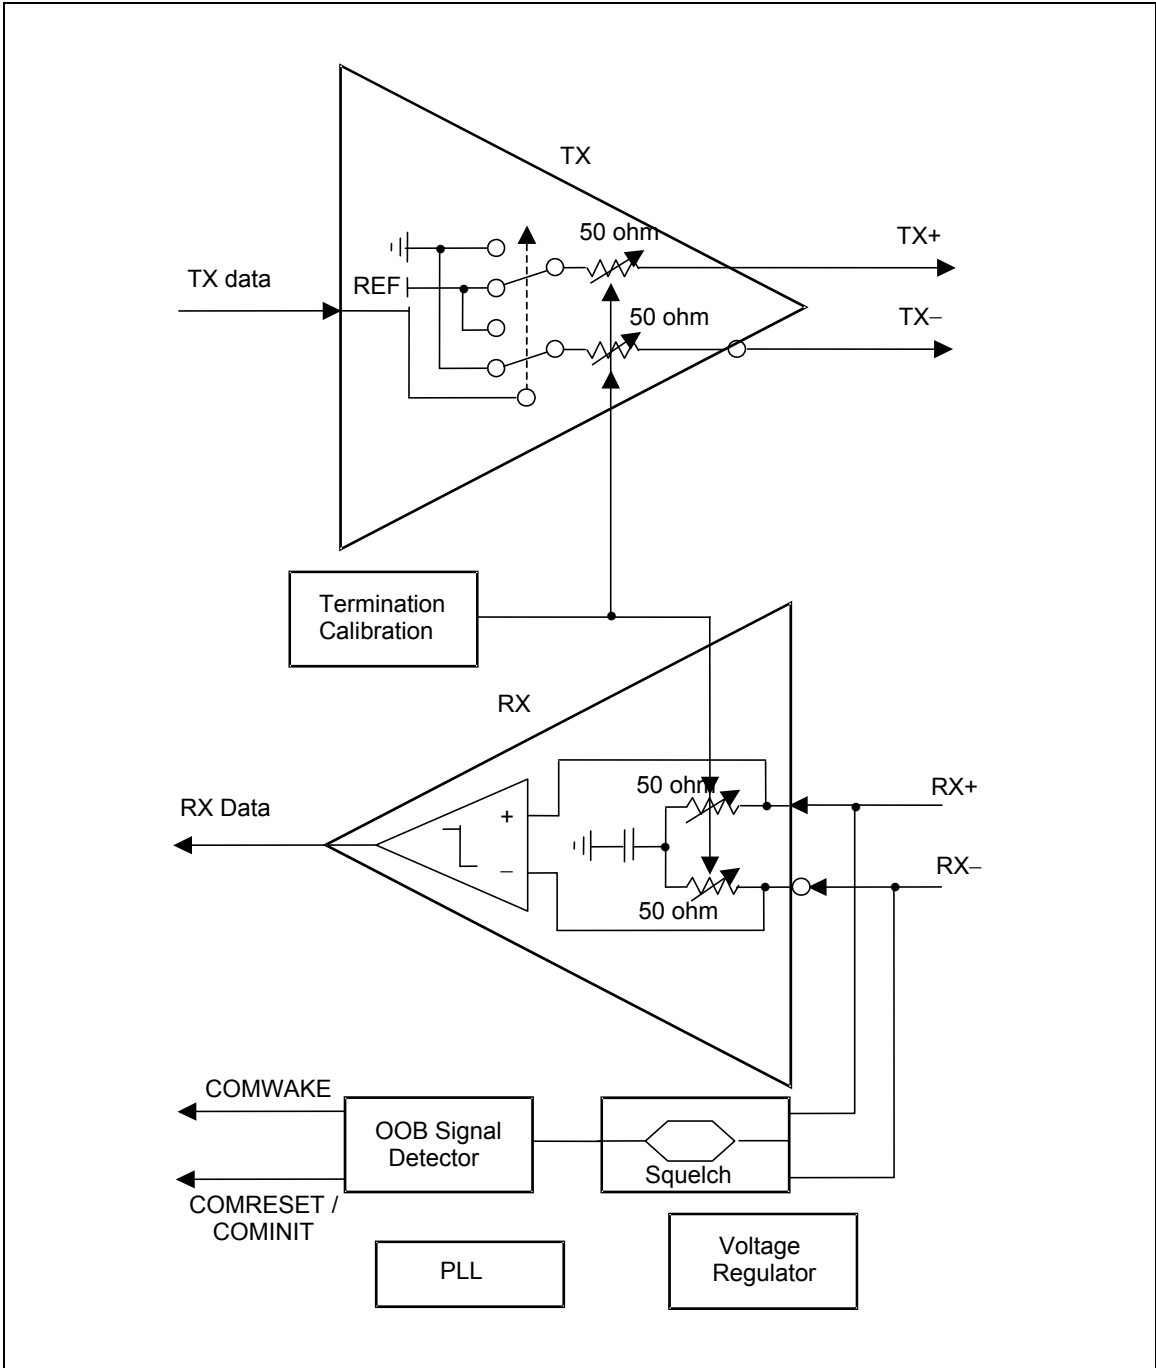 TX
50 ohm
TX+
TX data
REF
50 ohm
TX–
Termination
Calibration
RX
50 ohm
RX+
RX Data
+
–
RX–
50 ohm
COMWAKE
OOB Signal
Detector
Squelch
COMRESET /
COMINIT
PLL
Voltage
Regulator